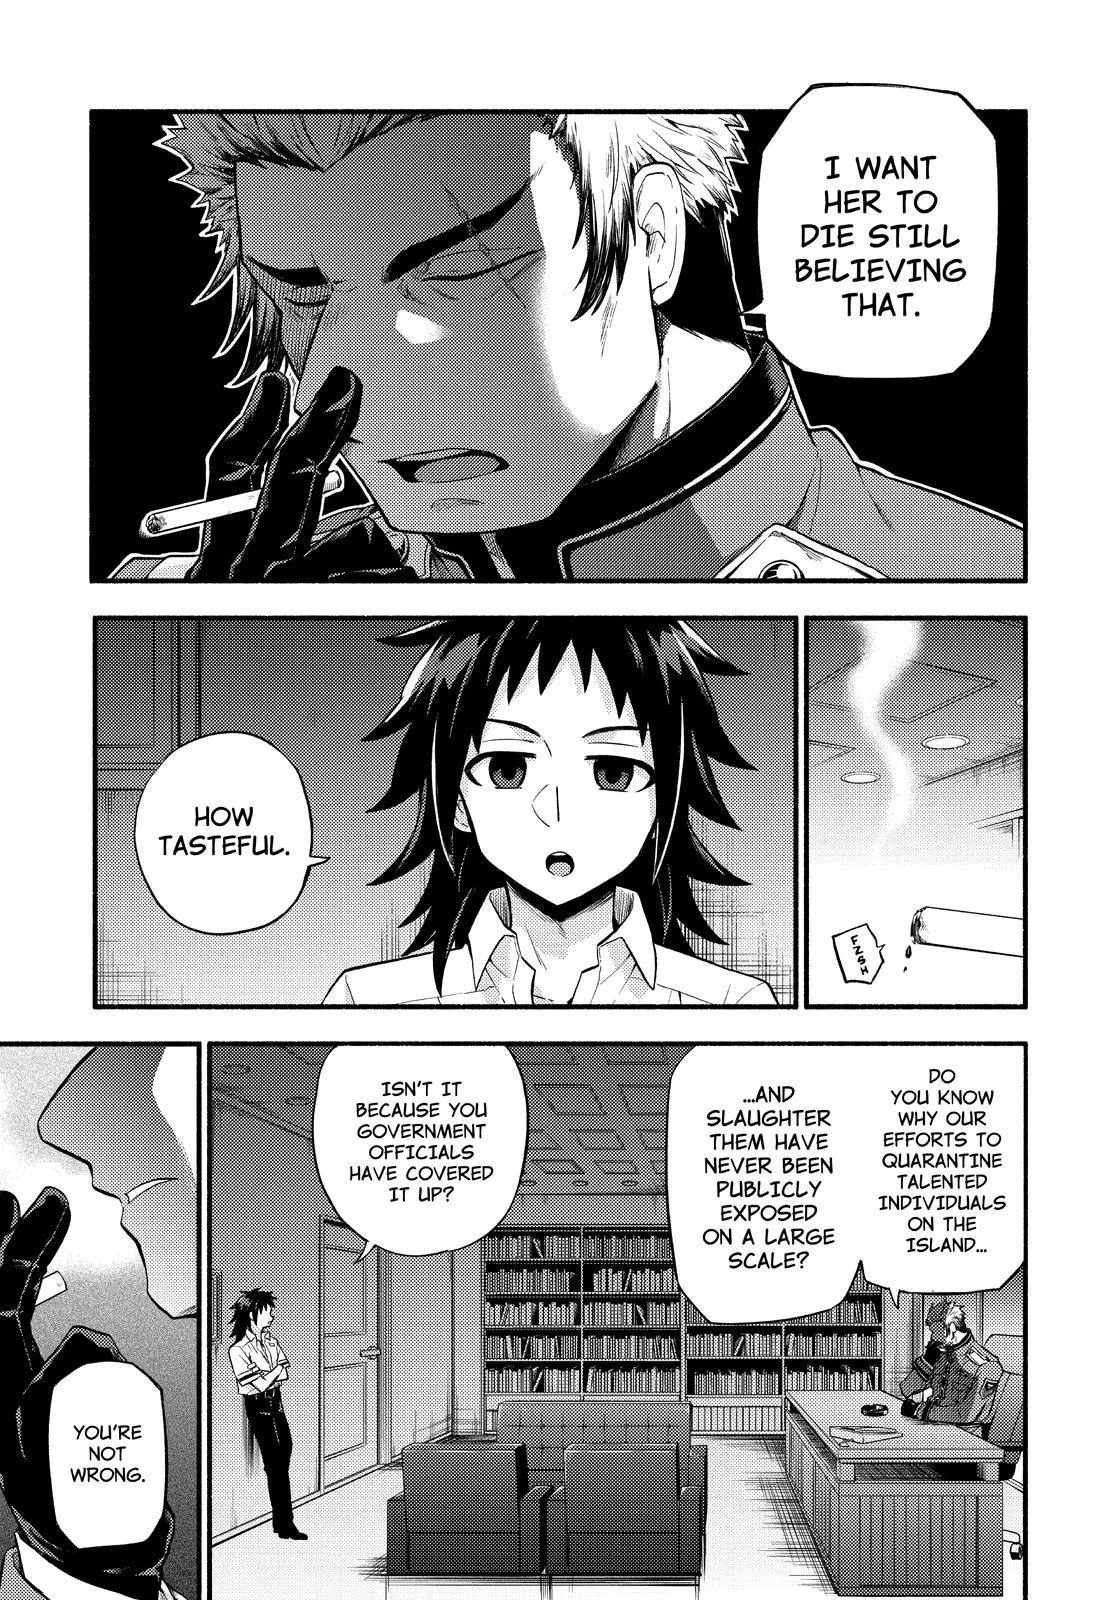 I WANT
HER TO
DIE STILL
BELIEVING
THAT.
FZSH
HOW
TASTEFUL.
DO
YOU KNOW
WHY OUR
EFFORTS TO
QUARANTINE
TALENTED
INDIVIDUALS
ON THE
ISLAND...
...AND
SLAUGHTER
THEM HAVE
NEVER BEEN
PUBLICLY
EXPOSED
ON A LARGE
SCALE?
ISN'T IT
BECAUSE YOU
GOVERNMENT
OFFICIALS
HAVE COVERED
IT UP?
YOU'RE
NOT
WRONG.